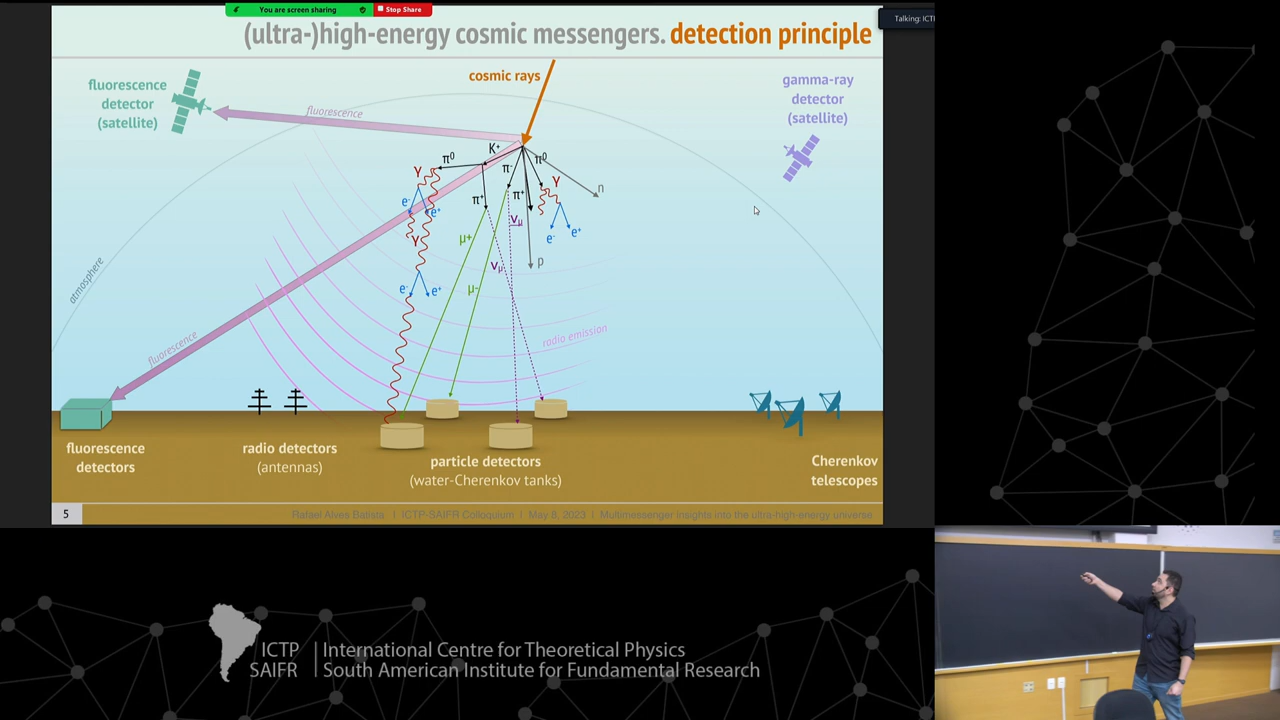 You are screen sharing
Stop Share
Talking: ICTI
(ultra-)high-energy cosmic messengers. detection principle
cosmic rays
fluorescence
detector
(satellite)
gamma-ray
detector
(satellite)
fluorescence
K⁺
π⁰
π⁰
π⁻
γ
γ
n
π⁺
π⁺
e⁻
e⁺
νμ
e⁻
e⁺
γ
μ+
νμ
p
atmosphere
e⁻
e⁺
μ⁻
radio emission
fluorescence
fluorescence
detectors
radio detectors
(antennas)
particle detectors
(water-Cherenkov tanks)
Cherenkov
telescopes
5
Rafael Alves Batista | ICTP-SAIFR Colloquium | May 8, 2023 | Multimessenger insights into the ultra-high-energy universe
ICTP
SAIFR
International Centre for Theoretical Physics
South American Institute for Fundamental Research